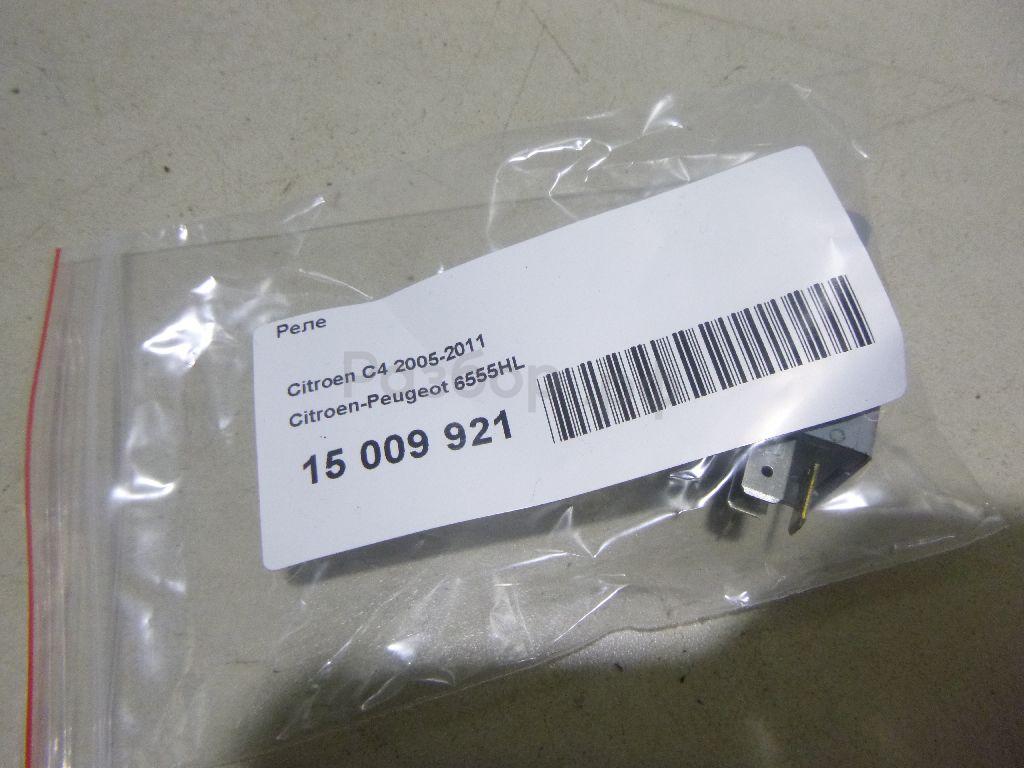 Реле
Citroen C4 2005-2011
Citroen-Peugeot 6555HL
15 009 921